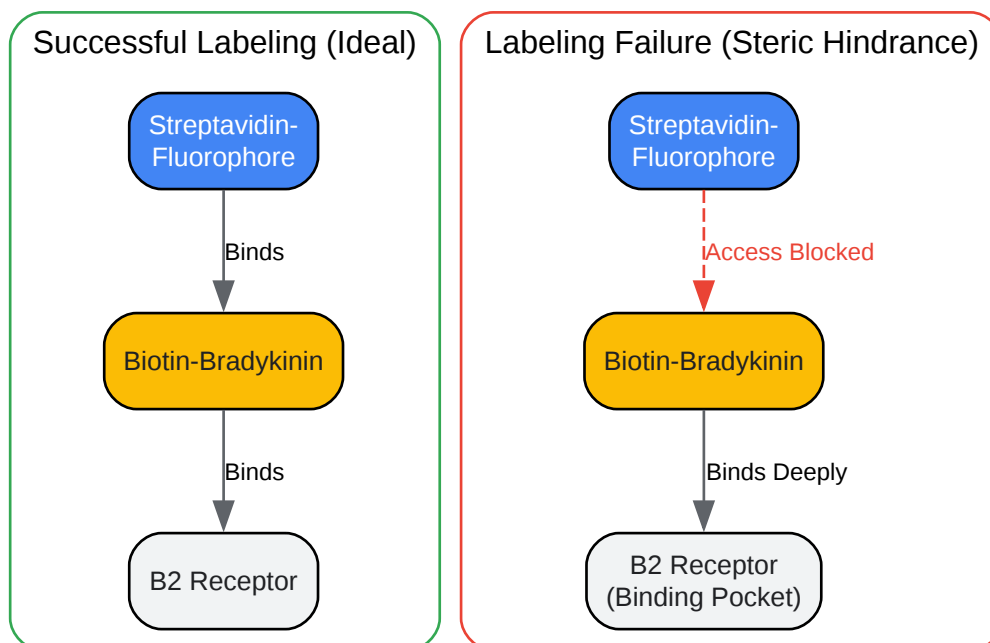 Successful Labeling (Ideal)
Streptavidin-
Fluorophore
Binds
Biotin-Bradykinin
Binds
B2 Receptor
Labeling Failure (Steric Hindrance)
Streptavidin-
Fluorophore
Access Blocked
Biotin-Bradykinin
Binds Deeply
B2 Receptor
(Binding Pocket)